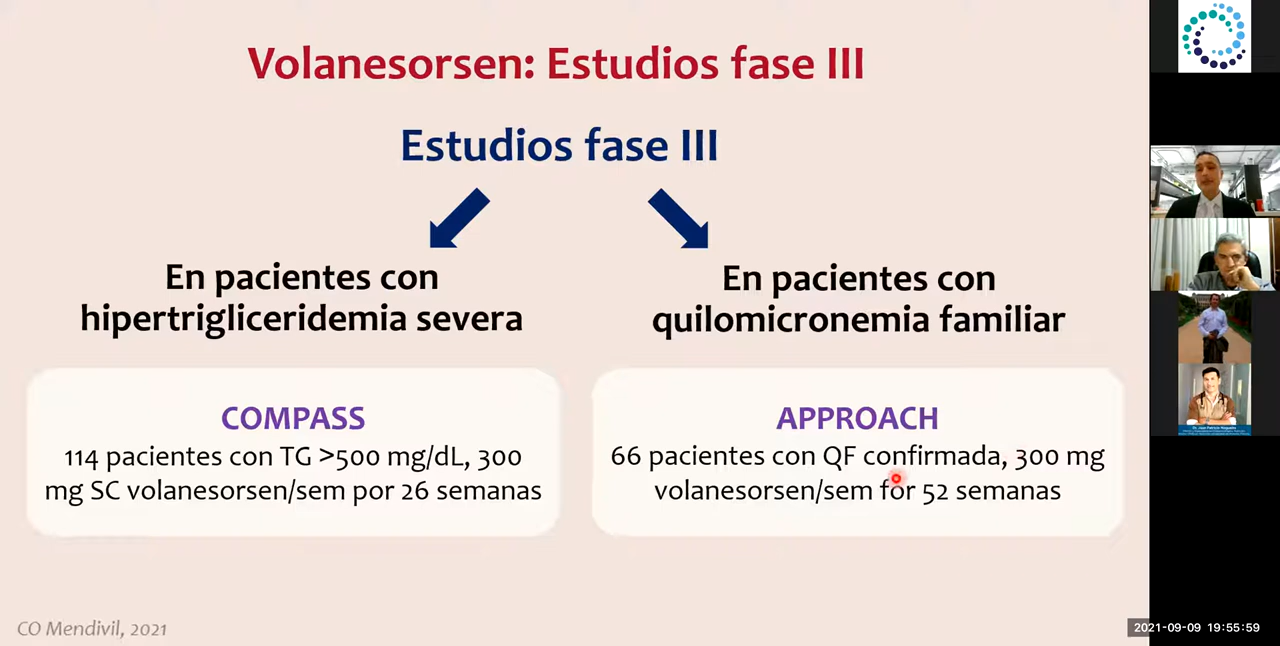 Volanesorsen: Estudios fase III
Estudios fase III
En pacientes con
hipertrigliceridemia severa
En pacientes con
quilomicronemia familiar
COMPASS
114 pacientes con TG >500 mg/dL, 300
mg SC volanesorsen/sem por 26 semanas
APPROACH
66 pacientes con QF confirmada, 300 mg
volanesorsen/sem for 52 semanas
CO Mendivil, 2021
2021-09-09 19:55:59